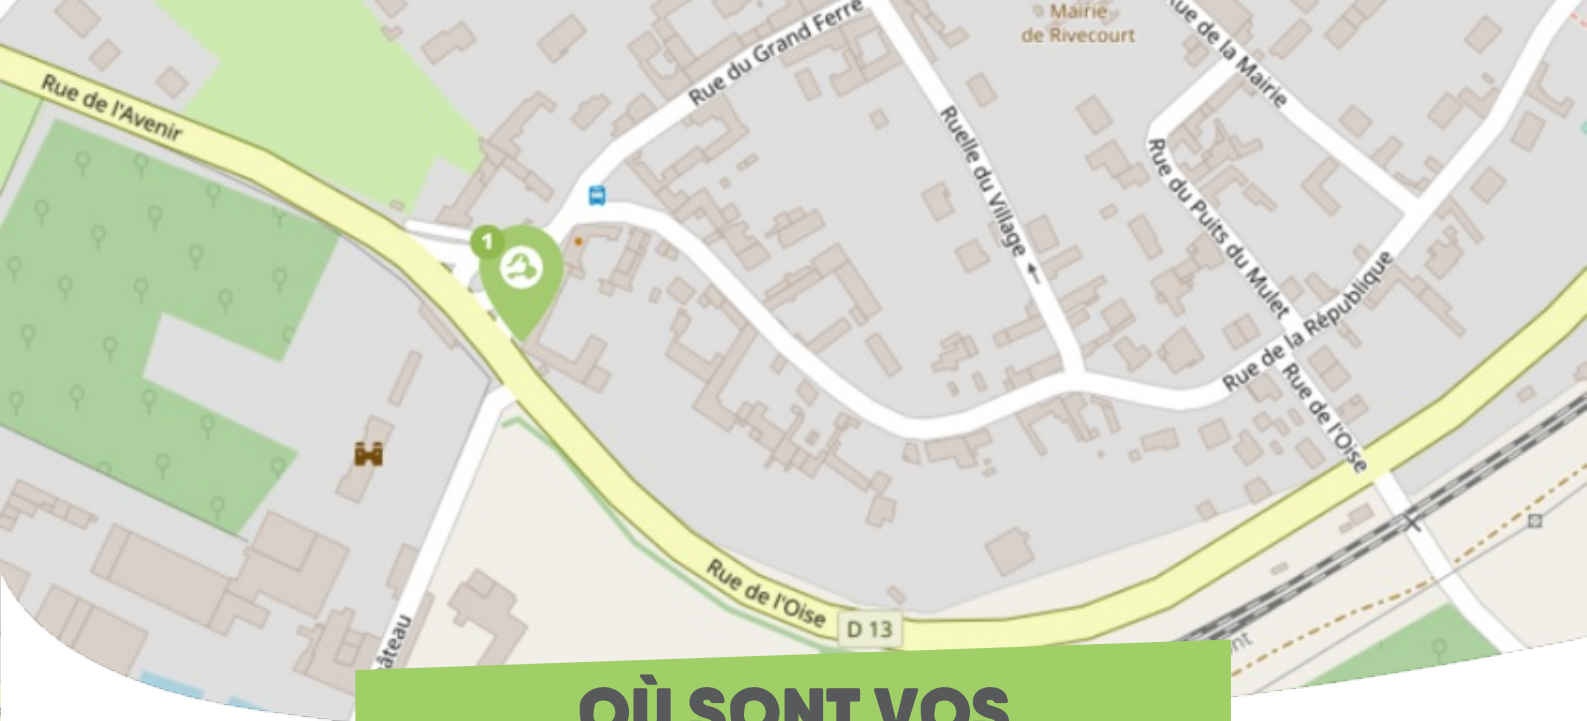 Mairie
de Rivecourt
Rue de la Mairie
Rue du Grand Ferré
Rue de l'Avenir
Ruelle du Village
Rue du Puits du Mulet
1
Rue de la République
Rue de l'Oise
Rue de l'Oise
D 13
OÙ SONT VOS